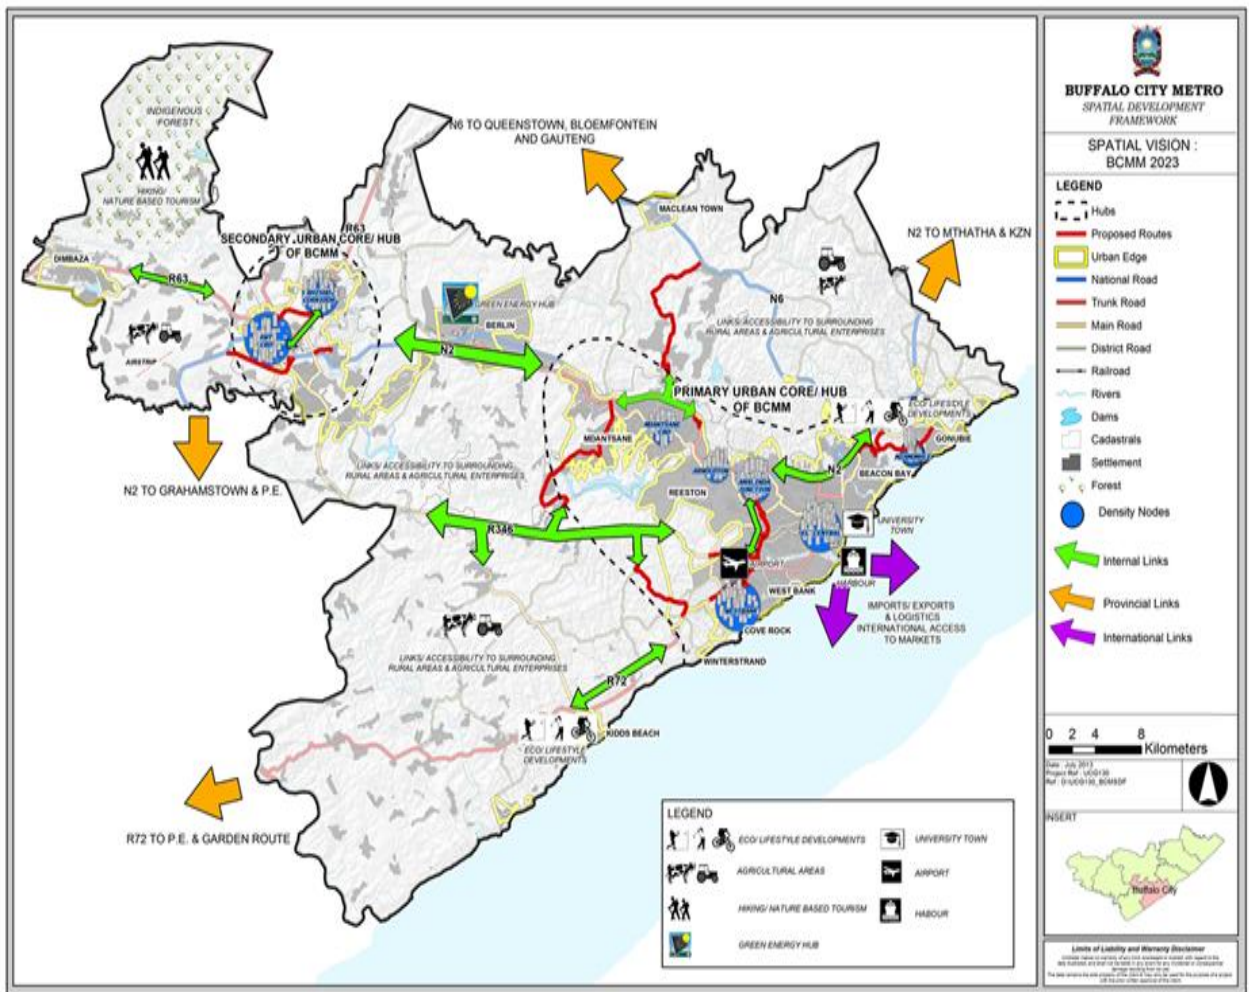 INDIGENOUS
FOREST
HIKING/
NATURE BASED TOURISM
N6 TO QUEENSTOWN, BLOEMFONTEIN
AND GAUTENG
MACLEAN TOWN
N2 TO MTHATHA & KZN
R63
SECONDARY URBAN CORE/ HUB
OF BCMM
DIMBAZA
R63
AIRSTRIP
GREEN ENERGY HUB
BERLIN
N2
N6
LINKS/ ACCESSIBILITY TO SURROUNDING
RURAL AREAS & AGRICULTURAL ENTERPRISES
PRIMARY URBAN CORE/ HUB
OF BCMM
ECO/ LIFESTYLE
DEVELOPMENTS
GONUBIE
MDANTSANE
MDANTSANE
CBD
BEACON BAY
N2
REESTON
AMALINDA
JUNCTION
N2 TO GRAHAMSTOWN & P.E.
LINKS/ ACCESSIBILITY TO SURROUNDING
RURAL AREAS & AGRICULTURAL ENTERPRISES
R346
EL CENTRAL
UNIVERSITY
TOWN
AIRPORT
HARBOUR
WEST BANK
IMPORTS/ EXPORTS
& LOGISTICS
INTERNATIONAL ACCESS
TO MARKETS
COVE ROCK
WINTERSTRAND
LINKS/ ACCESSIBILITY TO SURROUNDING
RURAL AREAS & AGRICULTURAL ENTERPRISES
R72
KIDDS BEACH
ECO/ LIFESTYLE
DEVELOPMENTS
R72 TO P.E. & GARDEN ROUTE
LEGEND
ECO/ LIFESTYLE DEVELOPMENTS
AGRICULTURAL AREAS
HIKING/ NATURE BASED TOURISM
GREEN ENERGY HUB
UNIVERSITY TOWN
AIRPORT
HABOUR
BUFFALO CITY METRO
SPATIAL DEVELOPMENT
FRAMEWORK
SPATIAL VISION :
BCMM 2023
LEGEND
Hubs
Proposed Routes
Urban Edge
National Road
Trunk Road
Main Road
District Road
Railroad
Rivers
Dams
Cadastrals
Settlement
Forest
Density Nodes
Internal Links
Provincial Links
International Links
0 2 4 8
Kilometers
Date : July 2013
INSERT
Buffalo City
Limits of Liability and Warranty Disclaimer